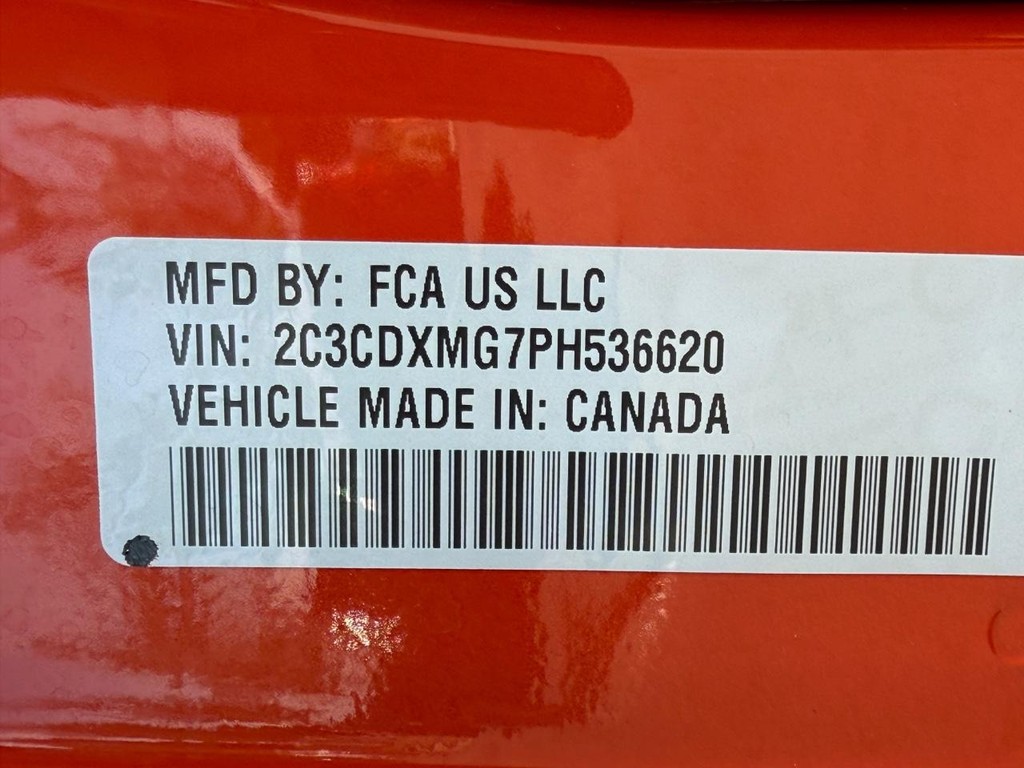 MFD BY: FCA US LLC
VIN: 2C3CDXMG7PH536620
VEHICLE MADE IN: CANADA